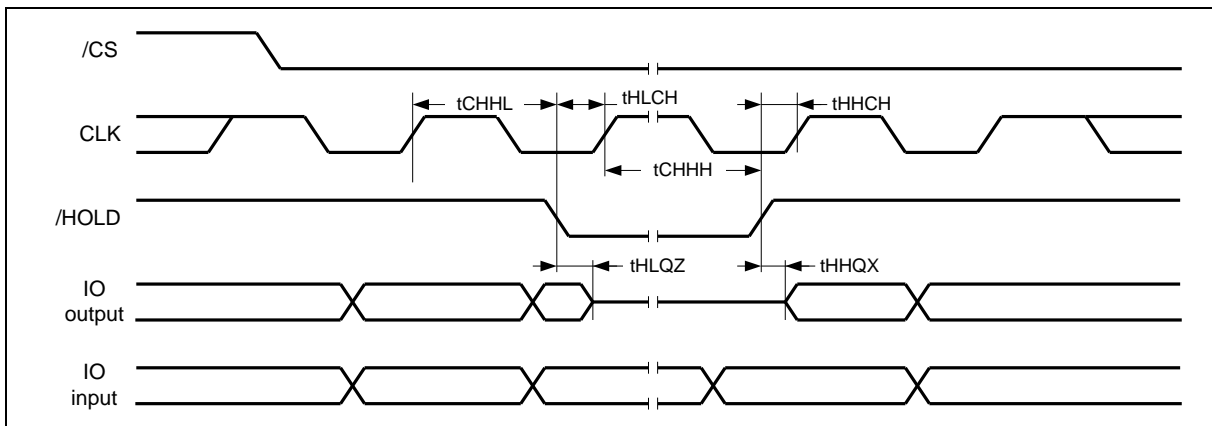 /CS
tCHHL
tHLCH
tHHCH
CLK
tCHHH
/HOLD
tHLQZ
tHHQX
IO
output
IO
input